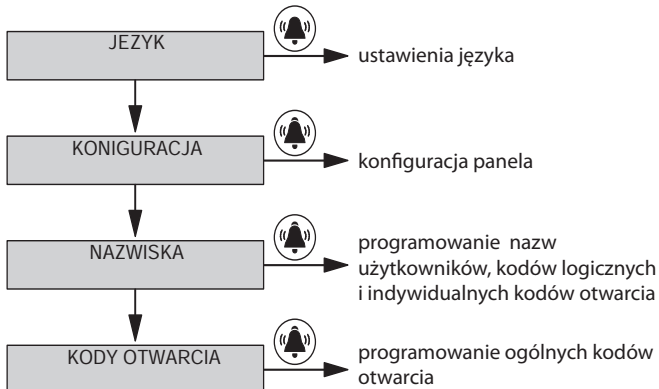 JEZYK
ustawienia języka
KONIGURACJA
konfiguracja panela
NAZWISKA
programowanie nazw
użytkowników, kodów logicznych
i indywidualnych kodów otwarcia
KODY OTWARCIA
programowanie ogólnych kodów
otwarcia